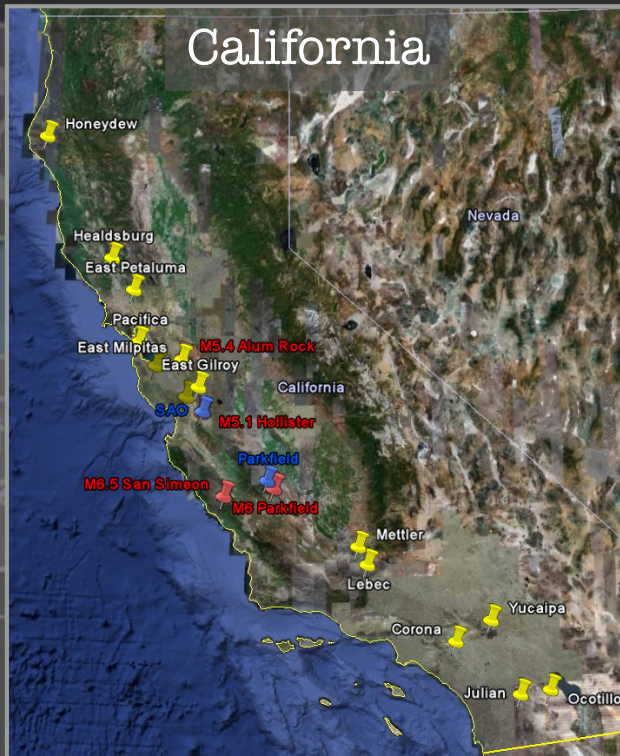 California
Honeydew
Nevada
Healdsburg
East Petaluma
Pacifica
East Milpitas
M5.4 Alum Rock
East Gilroy
California
SAO
M5.1 Hollister
Parkfield
M6.5 San Simeon
M6 Parkfield
Mettler
Lebec
Yucaipa
Corona
Julian
Ocotillo